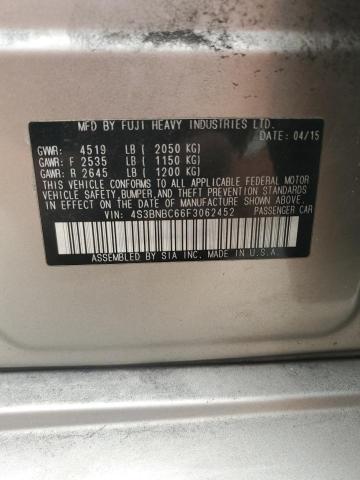 MFD BY FUJI HEAVY INDUSTRIES LTD.
DATE: 04/15
GVWR: 4519 LB ( 2050 KG)
GAWR: F 2535 LB ( 1150 KG)
GAWR: R 2645 LB ( 1200 KG)
THIS VEHICLE CONFORMS TO ALL APPLICABLE FEDERAL MOTOR
VEHICLE SAFETY, BUMPER, AND THEFT PREVENTION STANDARDS
IN EFFECT ON THE DATE OF MANUFACTURE SHOWN ABOVE.
VIN: 4S3BNBC66F3062452 PASSENGER CAR
ASSEMBLED BY SIA INC. MADE IN U.S.A.